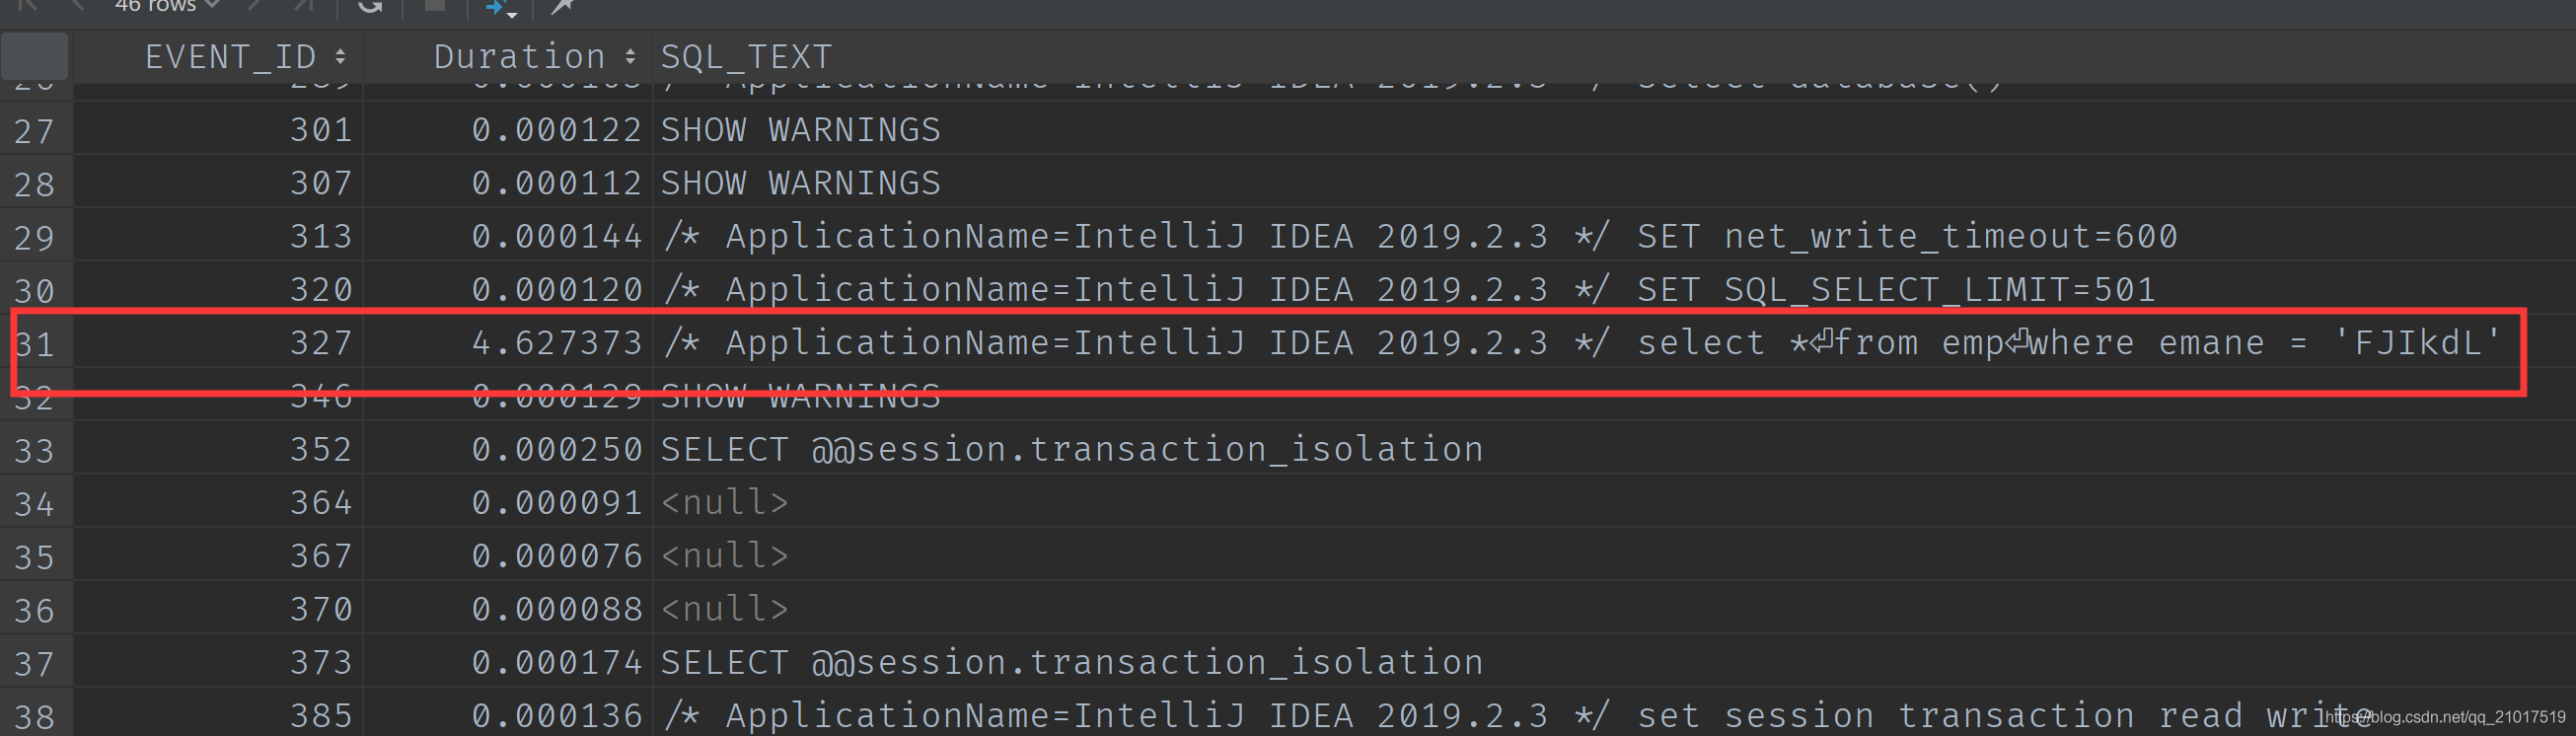 46 rows
EVENT_ID Duration SQL_TEXT
27 301 0.000122 SHOW WARNINGS
28 307 0.000112 SHOW WARNINGS
29 313 0.000144 /* ApplicationName=IntelliJ IDEA 2019.2.3 */ SET net_write_timeout=600
30 320 0.000120 /* ApplicationName=IntelliJ IDEA 2019.2.3 */ SET SQL_SELECT_LIMIT=501
31 327 4.627373 /* ApplicationName=IntelliJ IDEA 2019.2.3 */ select *⏎from emp⏎where emane = 'FJIkdL'
32 346 0.000129 SHOW WARNINGS
33 352 0.000250 SELECT @@session.transaction_isolation
34 364 0.000091 <null>
35 367 0.000076 <null>
36 370 0.000088 <null>
37 373 0.000174 SELECT @@session.transaction_isolation
38 385 0.000136 /* ApplicationName=IntelliJ IDEA 2019.2.3 */ set session transaction read write
https://blog.csdn.net/qq_21017519